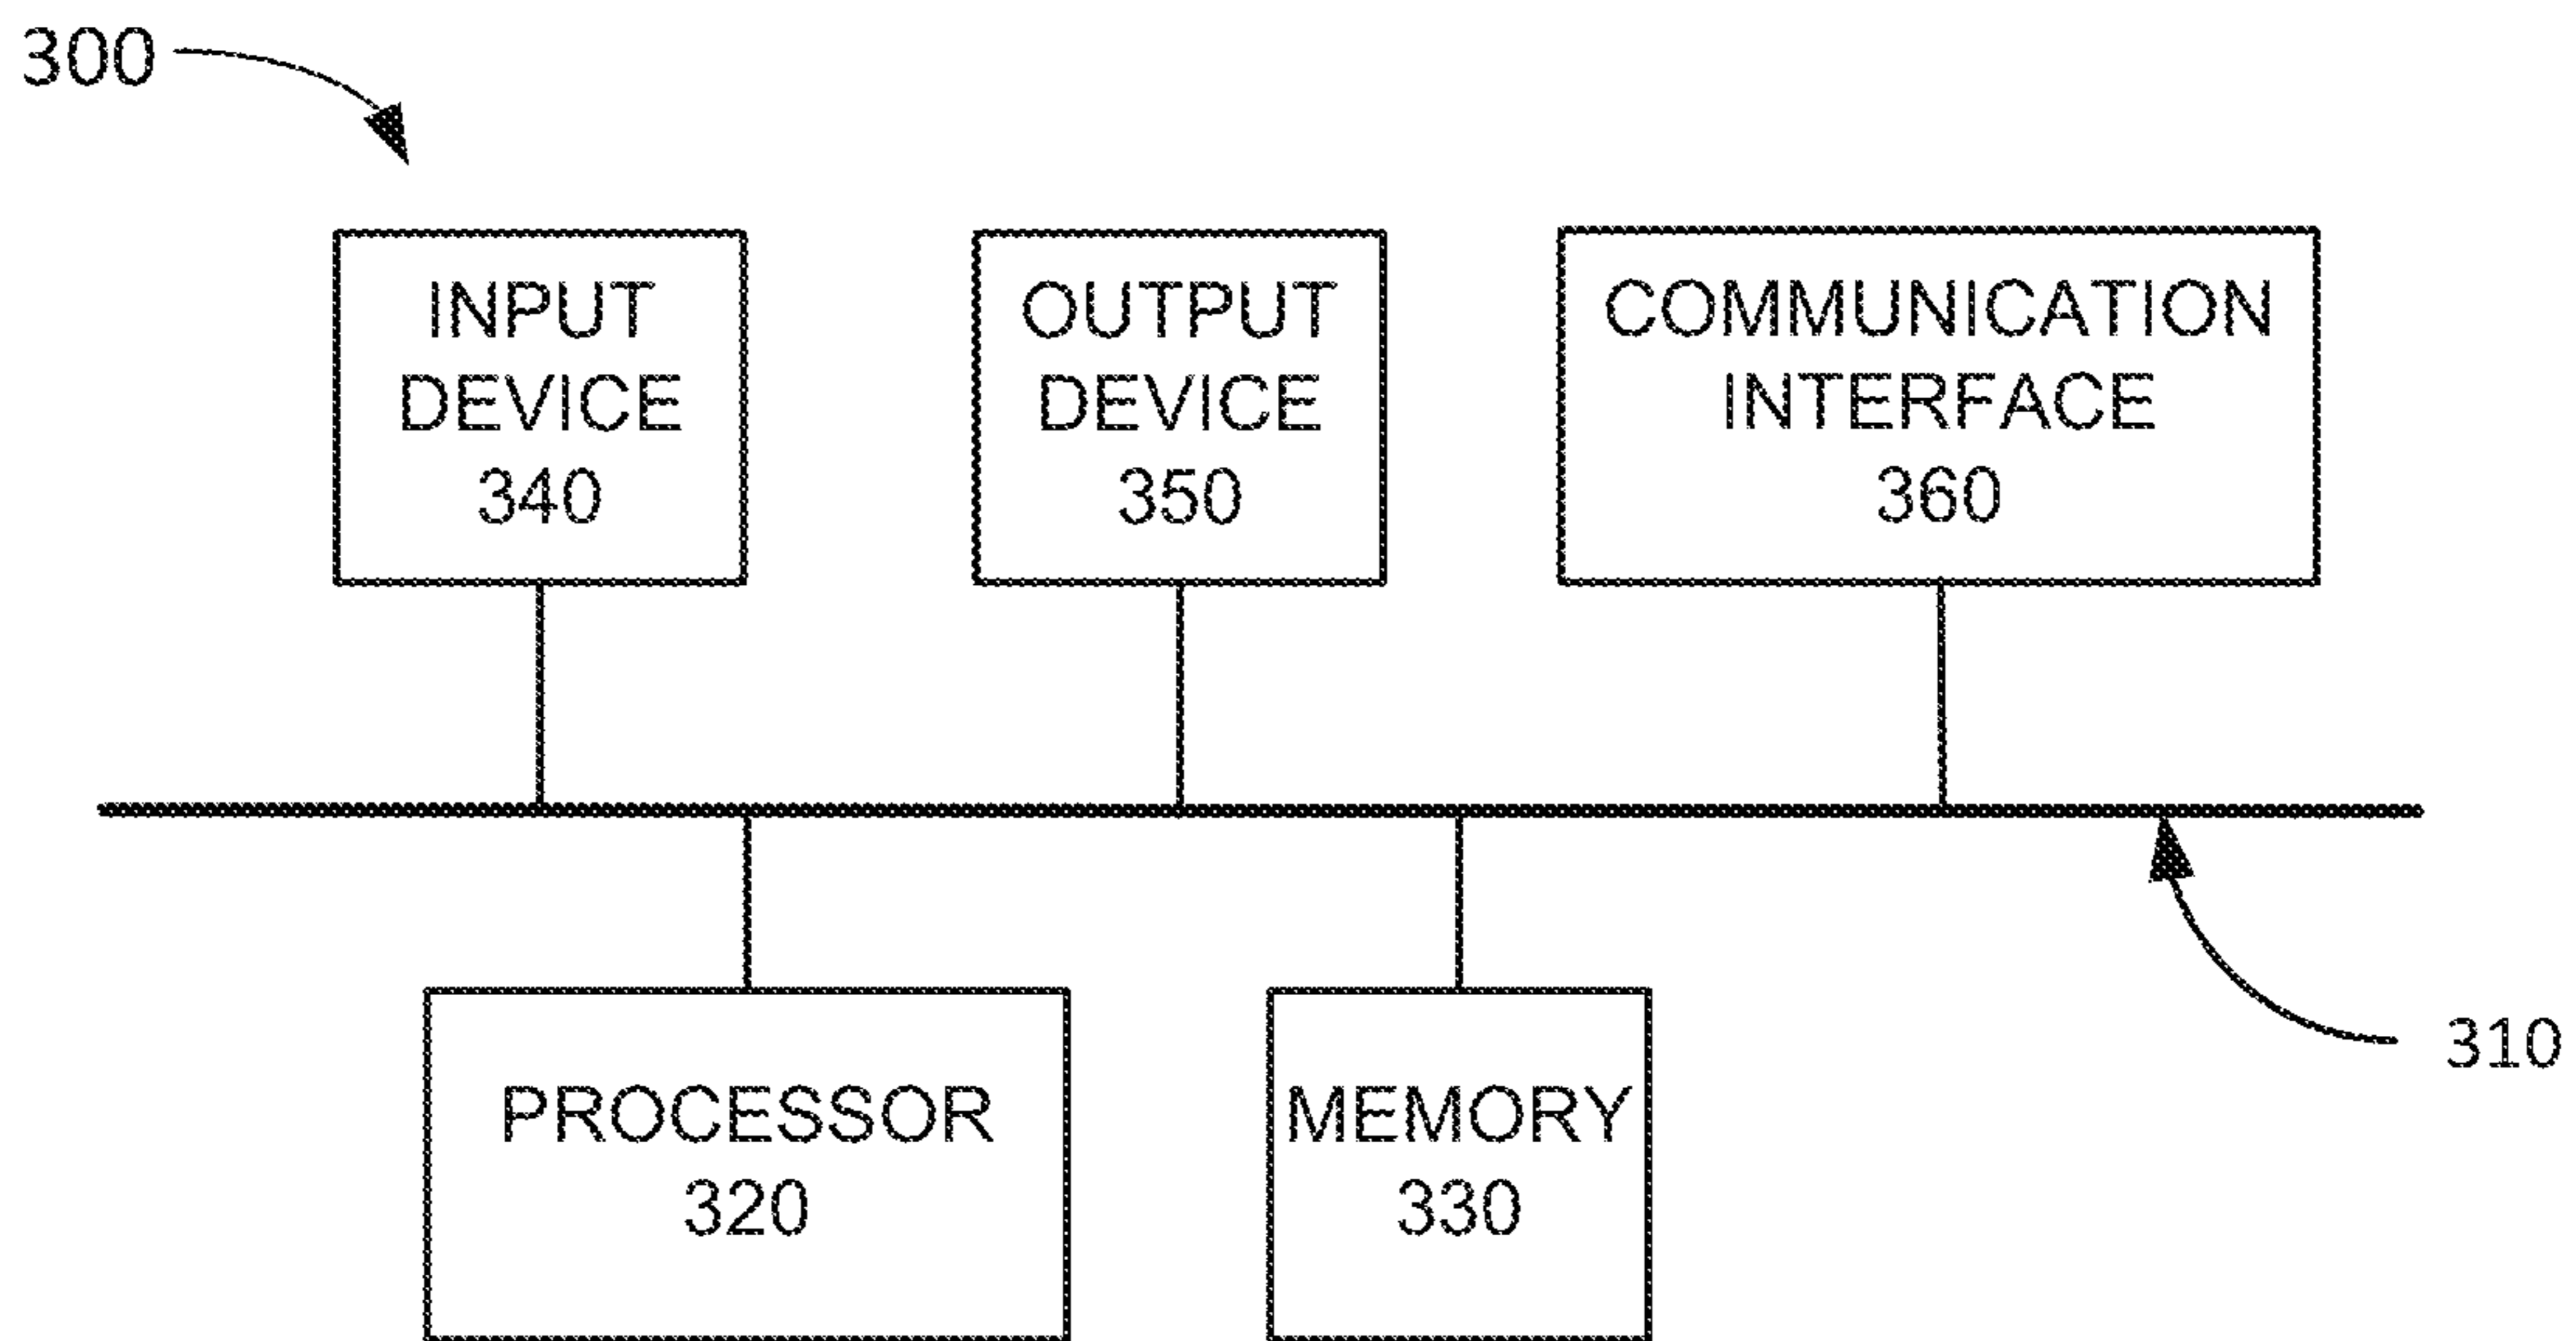 300
INPUT
DEVICE
340
OUTPUT
DEVICE
350
COMMUNICATION
INTERFACE
360
310
PROCESSOR
320
MEMORY
330